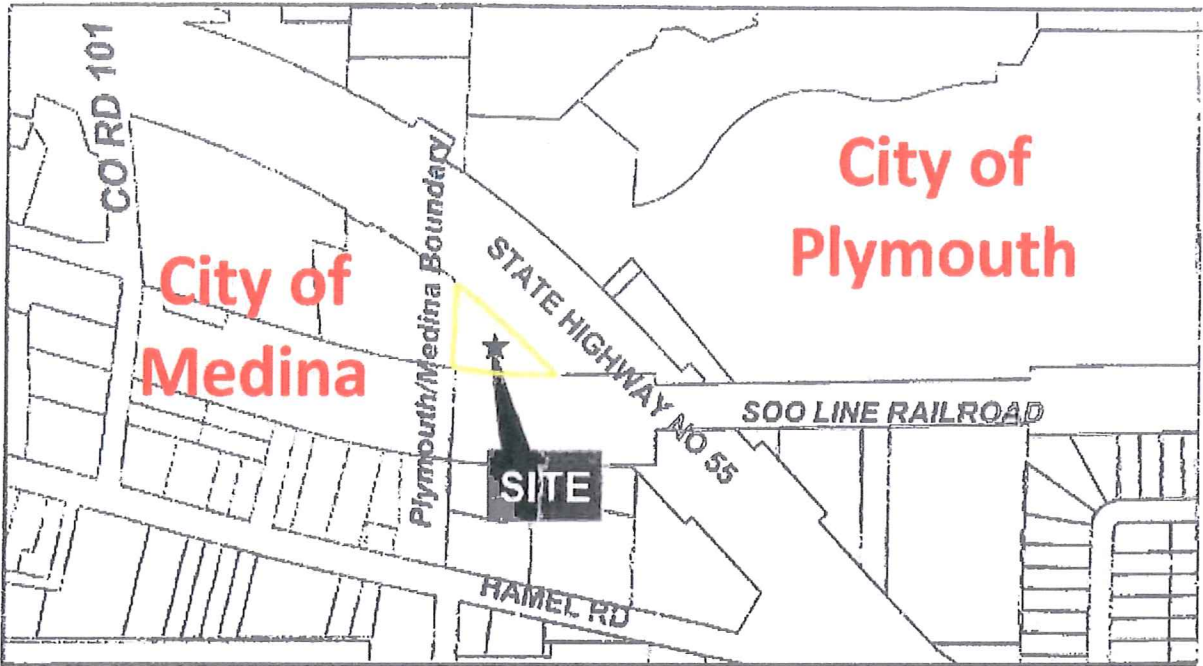 CO RD 101
City of
Plymouth
Plymouth/Medina Boundary
City of
Medina
STATE HIGHWAY NO 55
SOO LINE RAILROAD
SITE
HAMEL RD